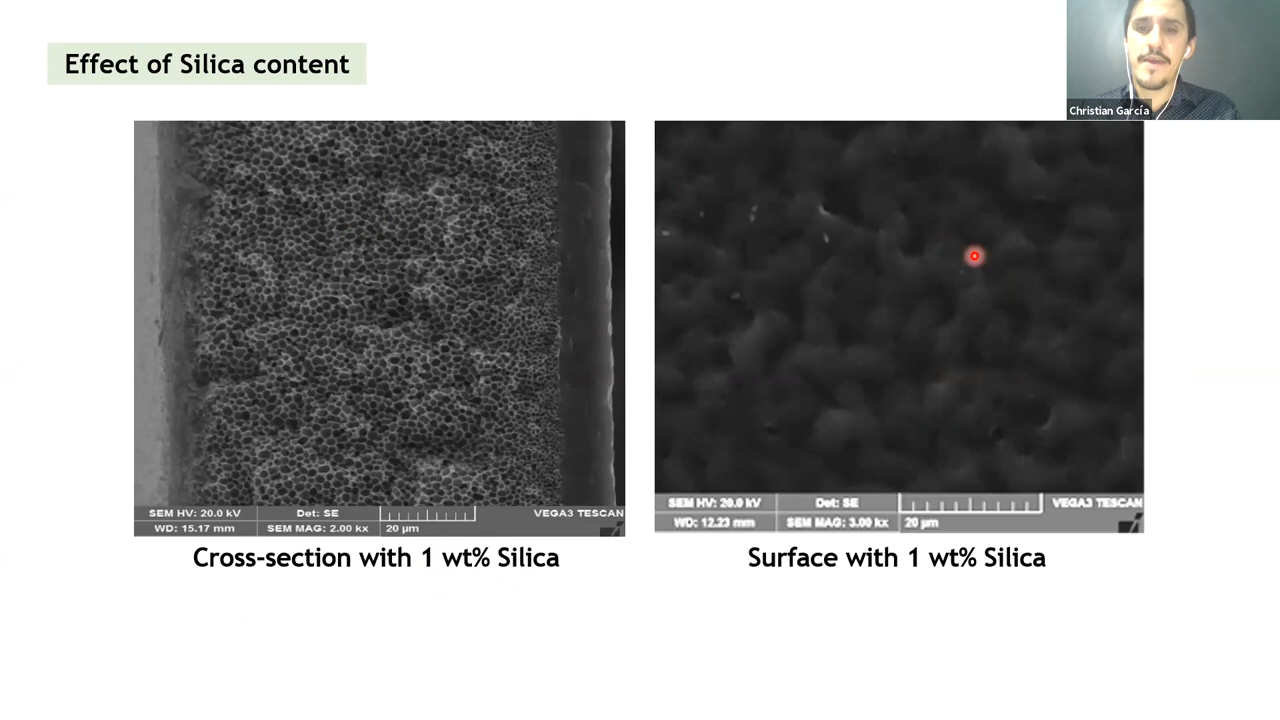 Effect of Silica content
Christian García
SEM HV: 20.0 kV Det: SE VEGA3 TESCAN
WD: 15.17 mm SEM MAG: 2.00 kx 20 µm
SEM HV: 20.0 kV Det: SE VEGA3 TESCAN
WD: 12.23 mm SEM MAG: 3.00 kx 20 µm
Cross-section with 1 wt% Silica
Surface with 1 wt% Silica